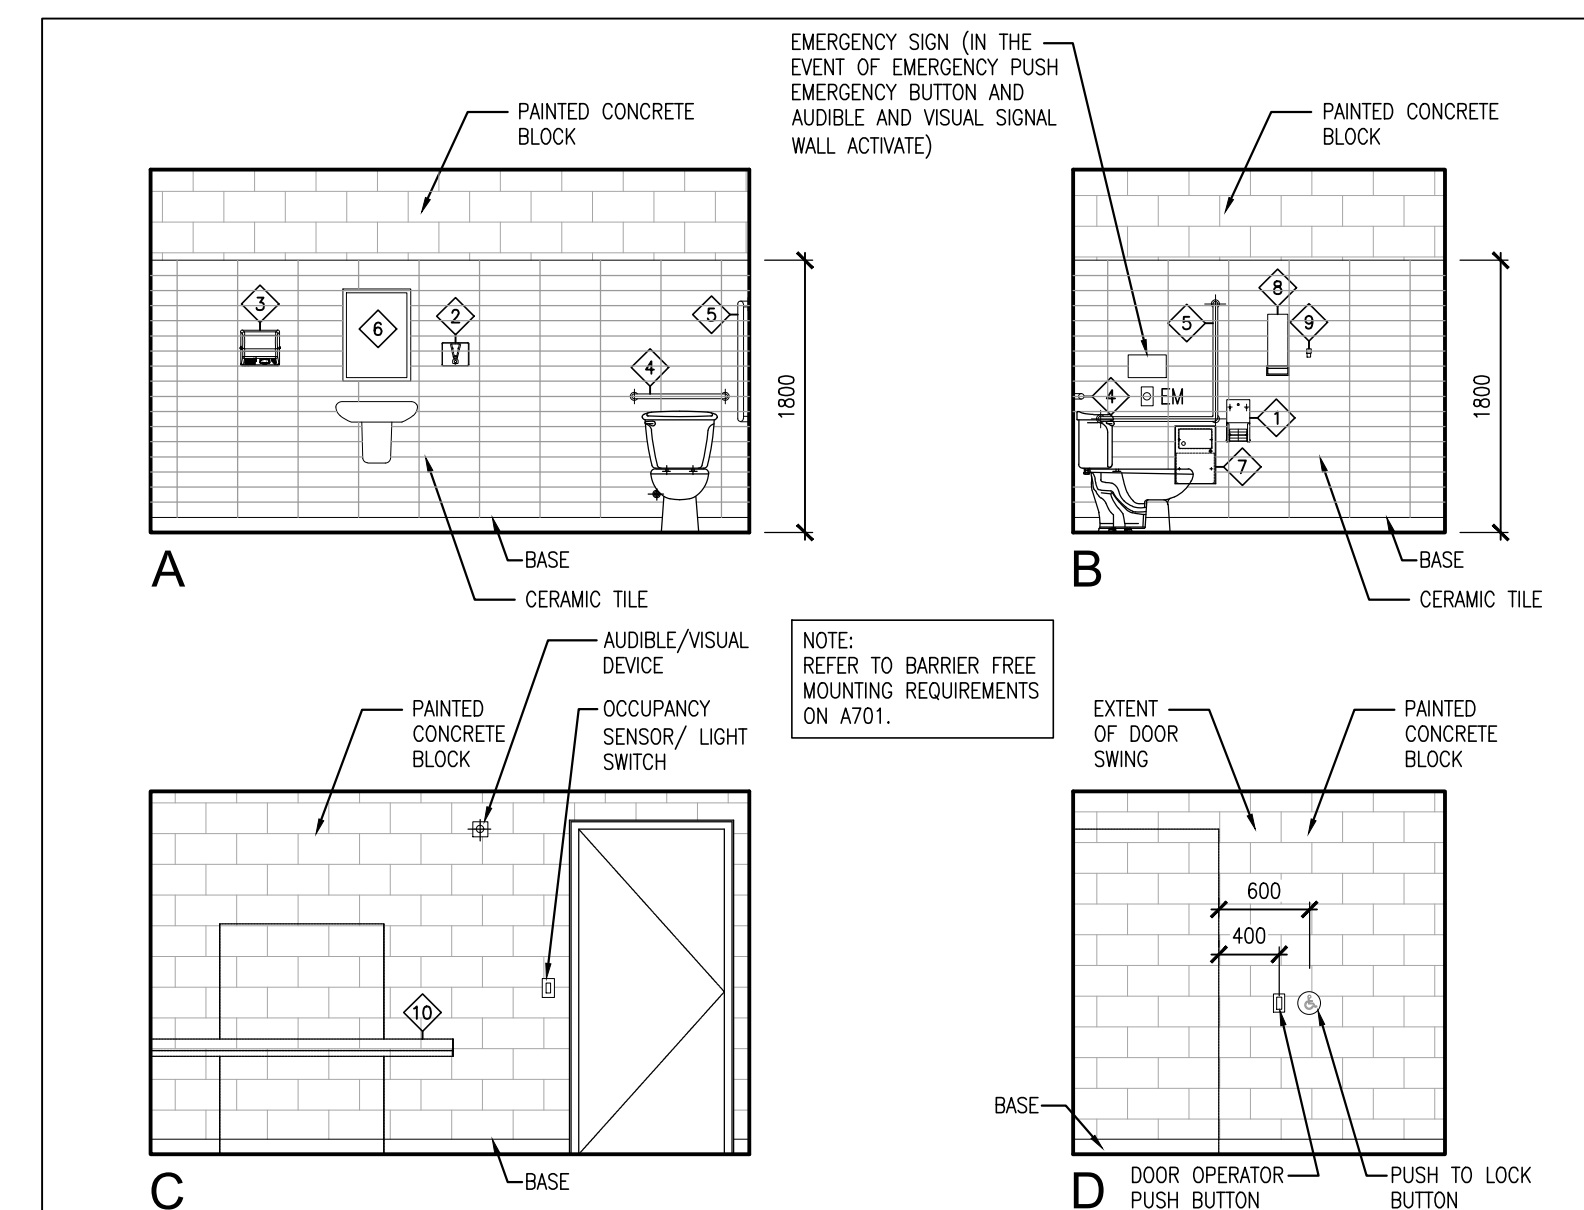 EMERGENCY SIGN (IN THE
EVENT OF EMERGENCY PUSH
EMERGENCY BUTTON AND
AUDIBLE AND VISUAL SIGNAL
WALL ACTIVATE)
PAINTED CONCRETE
BLOCK
3
6
2
5
4
1800
A
BASE
CERAMIC TILE
PAINTED CONCRETE
BLOCK
8
5
9
4
EM
1
7
1800
B
BASE
CERAMIC TILE
NOTE:
REFER TO BARRIER FREE
MOUNTING REQUIREMENTS
ON A701.
AUDIBLE/VISUAL
DEVICE
PAINTED
CONCRETE
BLOCK
OCCUPANCY
SENSOR/ LIGHT
SWITCH
10
C
BASE
EXTENT
OF DOOR
SWING
PAINTED
CONCRETE
BLOCK
600
400
BASE
D
DOOR OPERATOR
PUSH BUTTON
PUSH TO LOCK
BUTTON